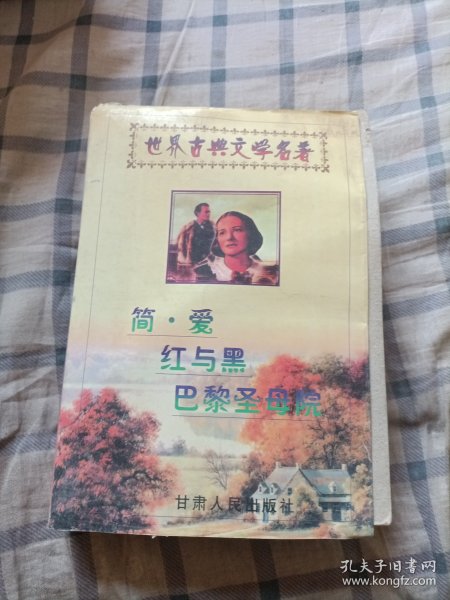 世界古典文学名著
简·爱
红与黑
巴黎圣母院
甘肃人民出版社
孔夫子旧书网
www.kongfz.com